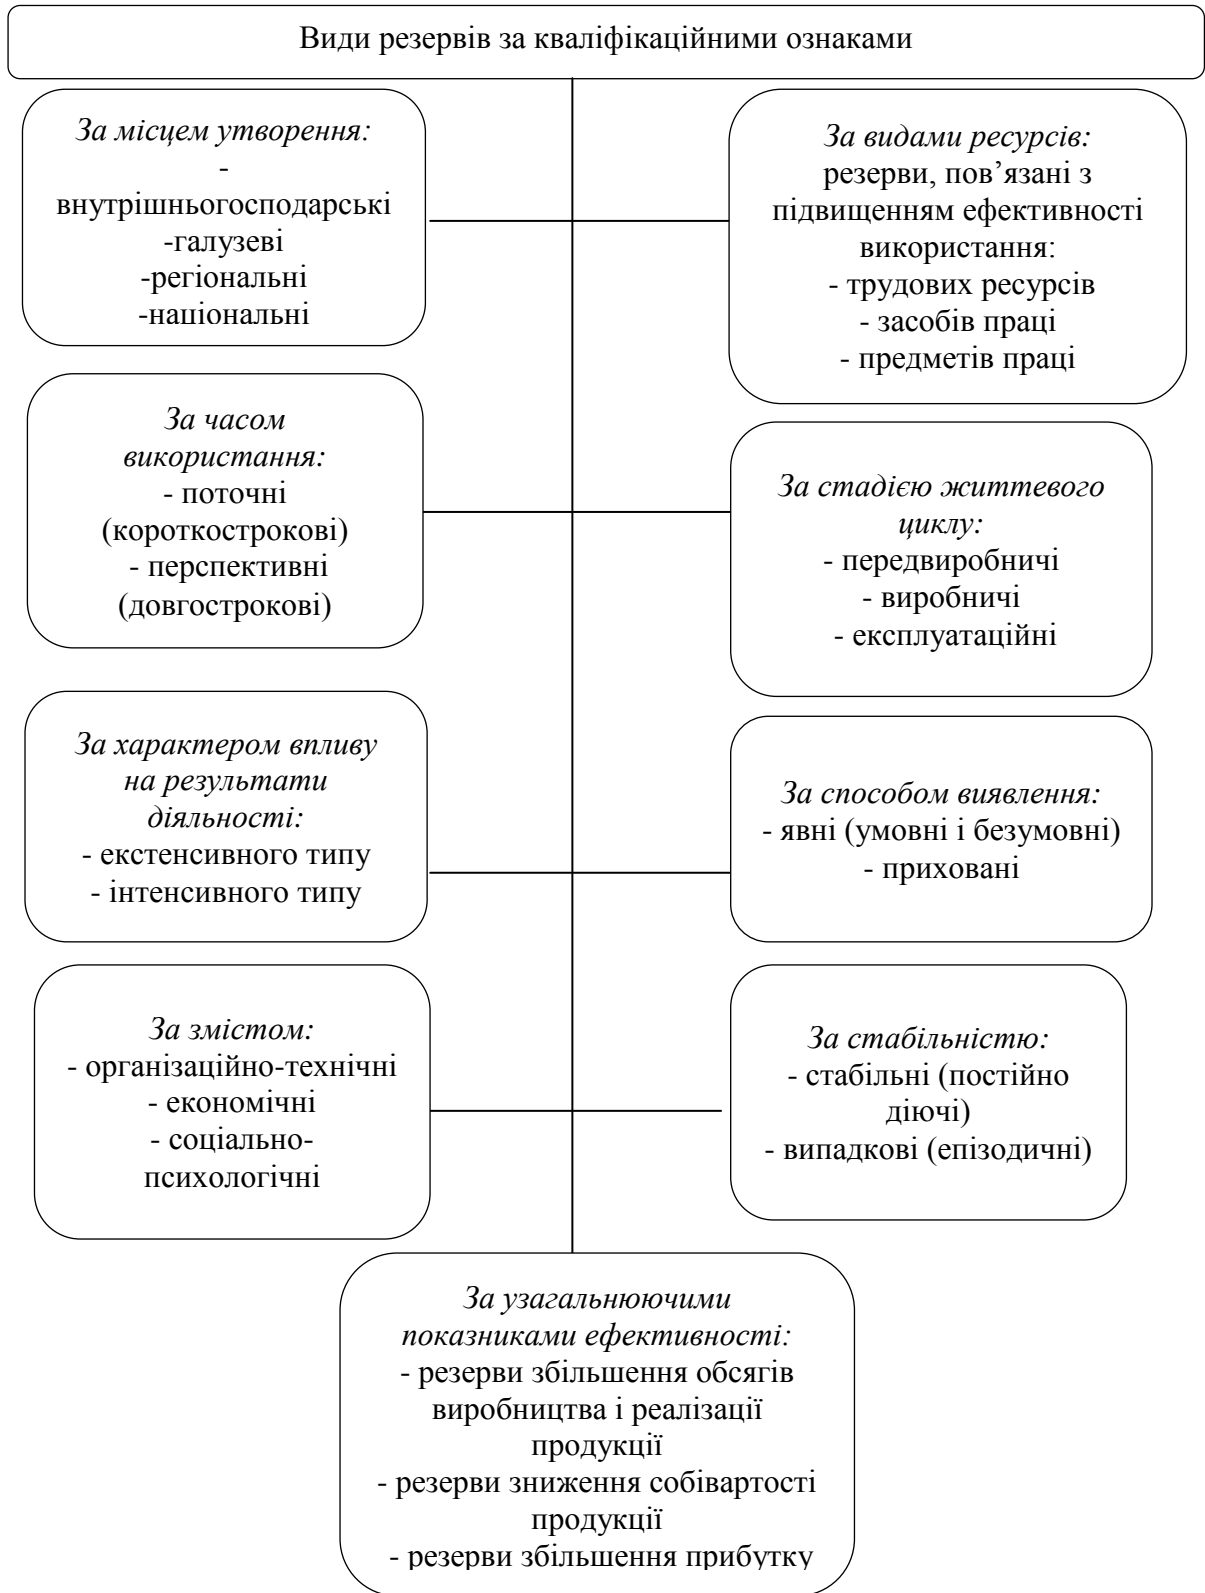 Види резервів за кваліфікаційними ознаками
За місцем утворення:
-
внутрішньогосподарські
-галузеві
-регіональні
-національні
За видами ресурсів:
резерви, пов’язані з
підвищенням ефективності
використання:
- трудових ресурсів
- засобів праці
- предметів праці
За часом
використання:
- поточні
(короткострокові)
- перспективні
(довгострокові)
За стадією життєвого
циклу:
- передвиробничі
- виробничі
- експлуатаційні
За характером впливу
на результати
діяльності:
- екстенсивного типу
- інтенсивного типу
За способом виявлення:
- явні (умовні і безумовні)
- приховані
За змістом:
- організаційно-технічні
- економічні
- соціально-
психологічні
За стабільністю:
- стабільні (постійно
діючі)
- випадкові (епізодичні)
За узагальнюючими
показниками ефективності:
- резерви збільшення обсягів
виробництва і реалізації
продукції
- резерви зниження собівартості
продукції
- резерви збільшення прибутку